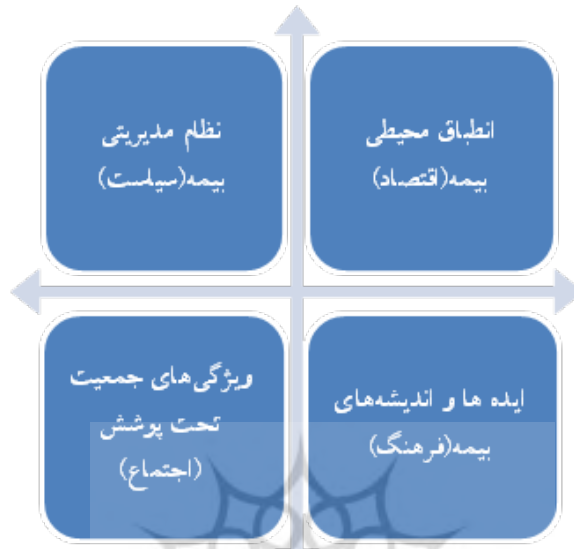 انطباق محیطی
بیمه(اقتصاد)
نظام مدیریتی
بیمه(سیاست)
ایده ها و اندیشه‌های
بیمه(فرهنگ)
ویژگی‌های جمعیت
تحت پوشش
(اجتماع)